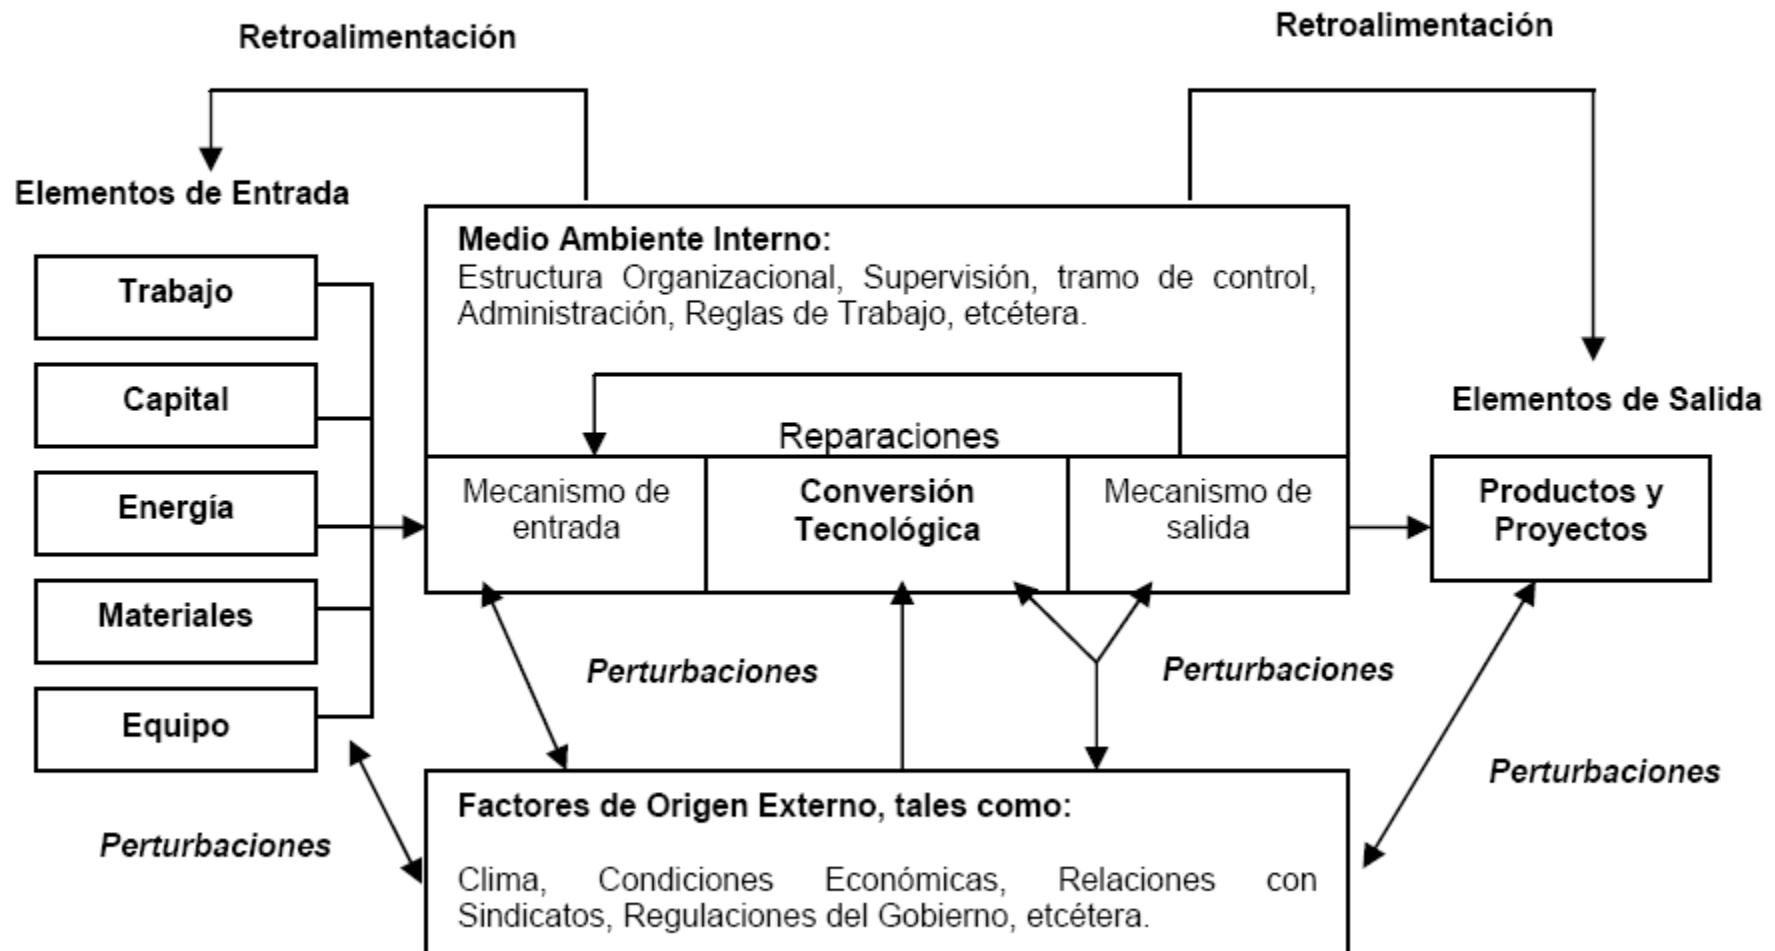 Retroalimentación
Retroalimentación
Elementos de Entrada
Trabajo
Capital
Energía
Materiales
Equipo
Medio Ambiente Interno:
Estructura Organizacional, Supervisión, tramo de control,
Administración, Reglas de Trabajo, etcétera.
Reparaciones
Mecanismo de
entrada
Conversión
Tecnológica
Mecanismo de
salida
Elementos de Salida
Productos y
Proyectos
Perturbaciones
Perturbaciones
Perturbaciones
Perturbaciones
Factores de Origen Externo, tales como:
Clima, Condiciones Económicas, Relaciones con
Sindicatos, Regulaciones del Gobierno, etcétera.